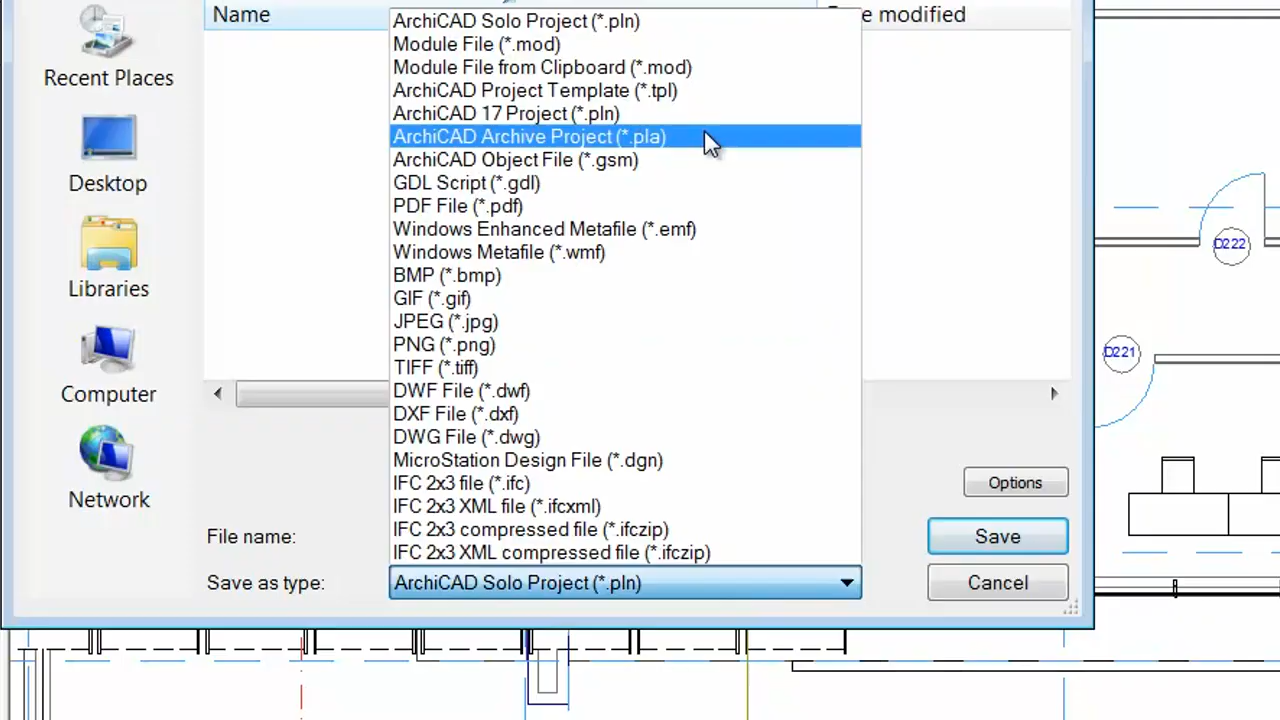 Name
Date modified
Recent Places
Desktop
Libraries
Computer
Network
ArchiCAD Solo Project (*.pln)
Module File (*.mod)
Module File from Clipboard (*.mod)
ArchiCAD Project Template (*.tpl)
ArchiCAD 17 Project (*.pln)
ArchiCAD Archive Project (*.pla)
ArchiCAD Object File (*.gsm)
GDL Script (*.gdl)
PDF File (*.pdf)
Windows Enhanced Metafile (*.emf)
Windows Metafile (*.wmf)
BMP (*.bmp)
GIF (*.gif)
JPEG (*.jpg)
PNG (*.png)
TIFF (*.tiff)
DWF File (*.dwf)
DXF File (*.dxf)
DWG File (*.dwg)
MicroStation Design File (*.dgn)
IFC 2x3 file (*.ifc)
IFC 2x3 XML file (*.ifcxml)
IFC 2x3 compressed file (*.ifczip)
IFC 2x3 XML compressed file (*.ifczip)
Options
File name:
Save
Save as type:
ArchiCAD Solo Project (*.pln)
Cancel
D222
D221